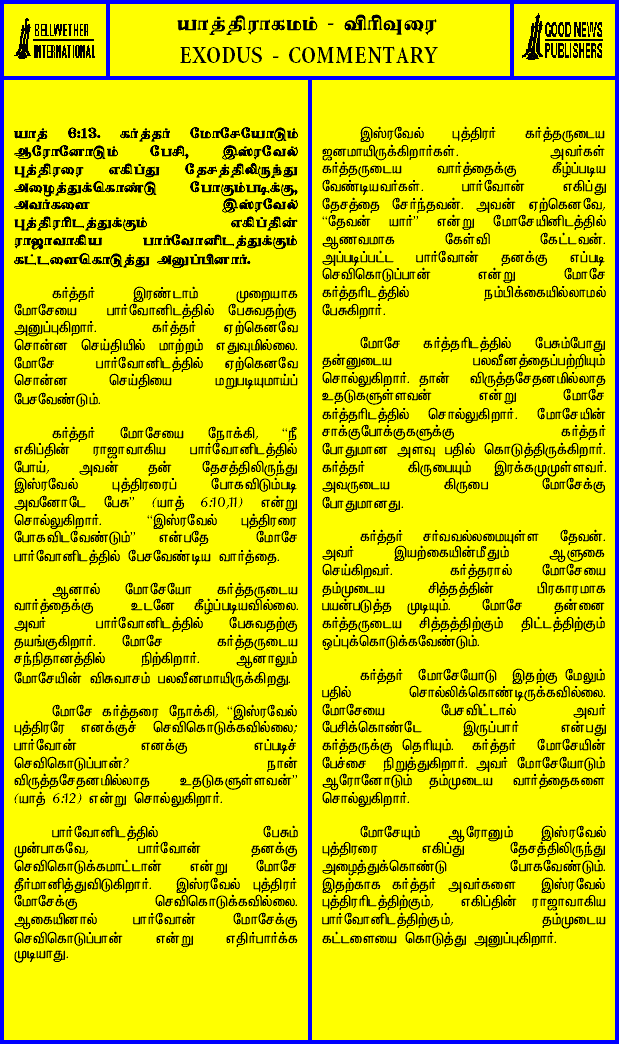 BELLWETHER
INTERNATIONAL
யாத்திராகமம் - விரிவுரை
EXODUS - COMMENTARY
GOOD NEWS
PUBLISHERS
யாத் 6:13. கர்த்தர் மோசேயோடும்
ஆரோனோடும் பேசி, இஸ்ரவேல்
புத்திரரை எகிப்து தேசத்திலிருந்து
அழைத்துக்கொண்டு போகும்படிக்கு,
அவர்களை இஸ்ரவேல்
புத்திரரிடத்துக்கும் எகிப்தின்
ராஜாவாகிய பார்வோனிடத்துக்கும்
கட்டளைகொடுத்து அனுப்பினார்.
கர்த்தர் இரண்டாம் முறையாக
மோசேயை பார்வோனிடத்தில் பேசுவதற்கு
அனுப்புகிறார். கர்த்தர் ஏற்கெனவே
சொன்ன செய்தியில் மாற்றம் எதுவுமில்லை.
மோசே பார்வோனிடத்தில் ஏற்கெனவே
சொன்ன செய்தியை மறுபடியுமாய்ப்
பேசவேண்டும்.
கர்த்தர் மோசேயை நோக்கி, “நீ
எகிப்தின் ராஜாவாகிய பார்வோனிடத்தில்
போய், அவன் தன் தேசத்திலிருந்து
இஸ்ரவேல் புத்திரரைப் போகவிடும்படி
அவனோடே பேசு” (யாத் 6:10,11) என்று
சொல்லுகிறார். “இஸ்ரவேல் புத்திரரை
போகவிடவேண்டும்” என்பதே மோசே
பார்வோனிடத்தில் பேசவேண்டிய வார்த்தை.
ஆனால் மோசேயோ கர்த்தருடைய
வார்த்தைக்கு உடனே கீழ்ப்படியவில்லை.
அவர் பார்வோனிடத்தில் பேசுவதற்கு
தயங்குகிறார். மோசே கர்த்தருடைய
சந்நிதானத்தில் நிற்கிறார். ஆனாலும்
மோசேயின் விசுவாசம் பலவீனமாயிருக்கிறது.
மோசே கர்த்தரை நோக்கி, “இஸ்ரவேல்
புத்திரரே எனக்குச் செவிகொடுக்கவில்லை;
பார்வோன் எனக்கு எப்படிச்
செவிகொடுப்பான்? நான்
விருத்தசேதனமில்லாத உதடுகளுள்ளவன்”
(யாத் 6:12) என்று சொல்லுகிறார்.
பார்வோனிடத்தில் பேசும்
முன்பாகவே, பார்வோன் தனக்கு
செவிகொடுக்கமாட்டான் என்று மோசே
தீர்மானித்துவிடுகிறார். இஸ்ரவேல் புத்திரர்
மோசேக்கு செவிகொடுக்கவில்லை.
ஆகையினால் பார்வோன் மோசேக்கு
செவிகொடுப்பான் என்று எதிர்பார்க்க
முடியாது.
இஸ்ரவேல் புத்திரர் கர்த்தருடைய
ஜனமாயிருக்கிறார்கள். அவர்கள்
கர்த்தருடைய வார்த்தைக்கு கீழ்ப்படிய
வேண்டியவர்கள். பார்வோன் எகிப்து
தேசத்தை சேர்ந்தவன். அவன் ஏற்கெனவே,
“தேவன் யார்” என்று மோசேயினிடத்தில்
ஆணவமாக கேள்வி கேட்டவன்.
அப்படிப்பட்ட பார்வோன் தனக்கு எப்படி
செவிகொடுப்பான் என்று மோசே
கர்த்தரிடத்தில் நம்பிக்கையில்லாமல்
பேசுகிறார்.
மோசே கர்த்தரிடத்தில் பேசும்போது
தன்னுடைய பலவீனத்தைப்பற்றியும்
சொல்லுகிறார். தான் விருத்தசேதனமில்லாத
உதடுகளுள்ளவன் என்று மோசே
கர்த்தரிடத்தில் சொல்லுகிறார். மோசேயின்
சாக்குபோக்குகளுக்கு கர்த்தர்
போதுமான அளவு பதில் கொடுத்திருக்கிறார்.
கர்த்தர் கிருபையும் இரக்கமுமுள்ளவர்.
அவருடைய கிருபை மோசேக்கு
போதுமானது.
கர்த்தர் சர்வவல்லமையுள்ள தேவன்.
அவர் இயற்கையின்மீதும் ஆளுகை
செய்கிறவர். கர்த்தரால் மோசேயை
தம்முடைய சித்தத்தின் பிரகாரமாக
பயன்படுத்த முடியும். மோசே தன்னை
கர்த்தருடைய சித்தத்திற்கும் திட்டத்திற்கும்
ஒப்புக்கொடுக்கவேண்டும்.
கர்த்தர் மோசேயோடு இதற்கு மேலும்
பதில் சொல்லிக்கொண்டிருக்கவில்லை.
மோசேயை பேசவிட்டால் அவர்
பேசிக்கொண்டே இருப்பார் என்பது
கர்த்தருக்கு தெரியும். கர்த்தர் மோசேயின்
பேச்சை நிறுத்துகிறார். அவர் மோசேயோடும்
ஆரோனோடும் தம்முடைய வார்த்தைகளை
சொல்லுகிறார்.
மோசேயும் ஆரோனும் இஸ்ரவேல்
புத்திரரை எகிப்து தேசத்திலிருந்து
அழைத்துக்கொண்டு போகவேண்டும்.
இதற்காக கர்த்தர் அவர்களை இஸ்ரவேல்
புத்திரரிடத்திற்கும், எகிப்தின் ராஜாவாகிய
பார்வோனிடத்திற்கும், தம்முடைய
கட்டளையை கொடுத்து அனுப்புகிறார்.